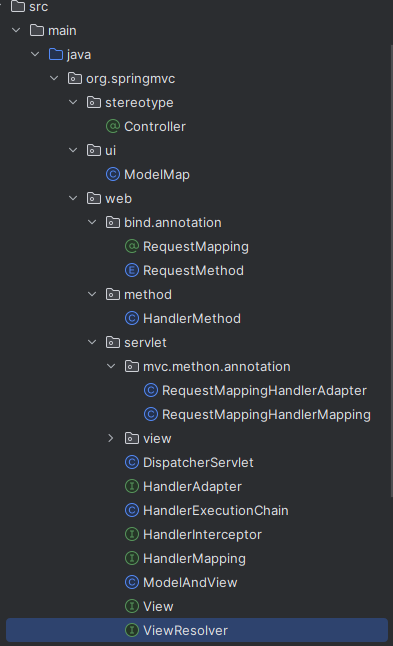 src
main
java
org.springmvc
stereotype
@ Controller
ui
C ModelMap
web
bind.annotation
@ RequestMapping
E RequestMethod
method
C HandlerMethod
servlet
mvc.methon.annotation
C RequestMappingHandlerAdapter
C RequestMappingHandlerMapping
view
C DispatcherServlet
I HandlerAdapter
C HandlerExecutionChain
I HandlerInterceptor
I HandlerMapping
C ModelAndView
I View
I ViewResolver